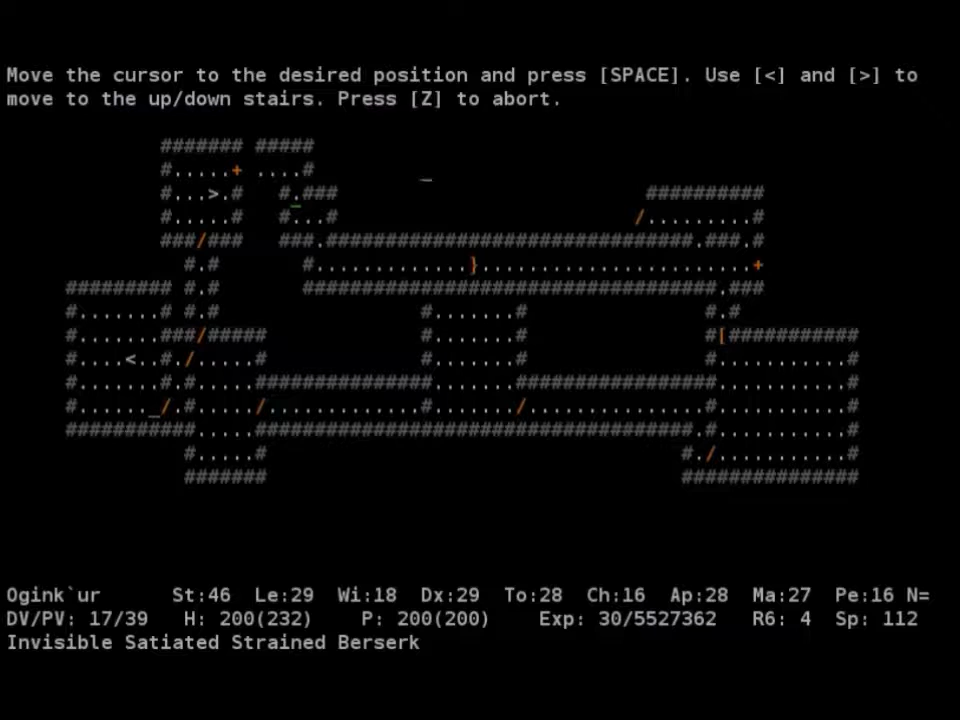 Move the cursor to the desired position and press [SPACE]. Use [<] and [>] to
move to the up/down stairs. Press [Z] to abort.
####### #####
#.....+ ....#
_
#...>.# #.### ##########
_
#.....# #...# /.........#
###/### ###.###############################.###.#
#.# #.............}.......................+
######### #.# ###################################.###
#.......# #.# #.......# #.#
#.......###/##### #.......# #[###########
#....<..#./.....# #.......# #...........#
#.......#.#.....###############.......#################...........#
#......_/.#...../.............#......./...............#...........#
###########.....#####################################.#...........#
#.....# #./...........#
####### ###############
Ogink`ur St:46 Le:29 Wi:18 Dx:29 To:28 Ch:16 Ap:28 Ma:27 Pe:16 N=
DV/PV: 17/39 H: 200(232) P: 200(200) Exp: 30/5527362 R6: 4 Sp: 112
Invisible Satiated Strained Berserk